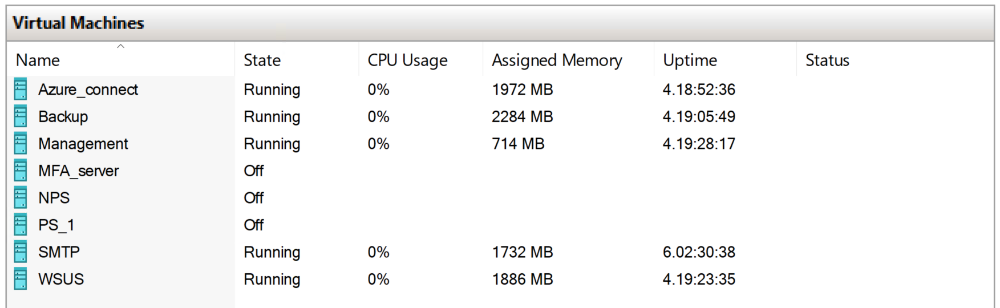 Virtual Machines
Name State CPU Usage Assigned Memory Uptime Status
Azure_connect Running 0% 1972 MB 4.18:52:36
Backup Running 0% 2284 MB 4.19:05:49
Management Running 0% 714 MB 4.19:28:17
MFA_server Off
NPS Off
PS_1 Off
SMTP Running 0% 1732 MB 6.02:30:38
WSUS Running 0% 1886 MB 4.19:23:35